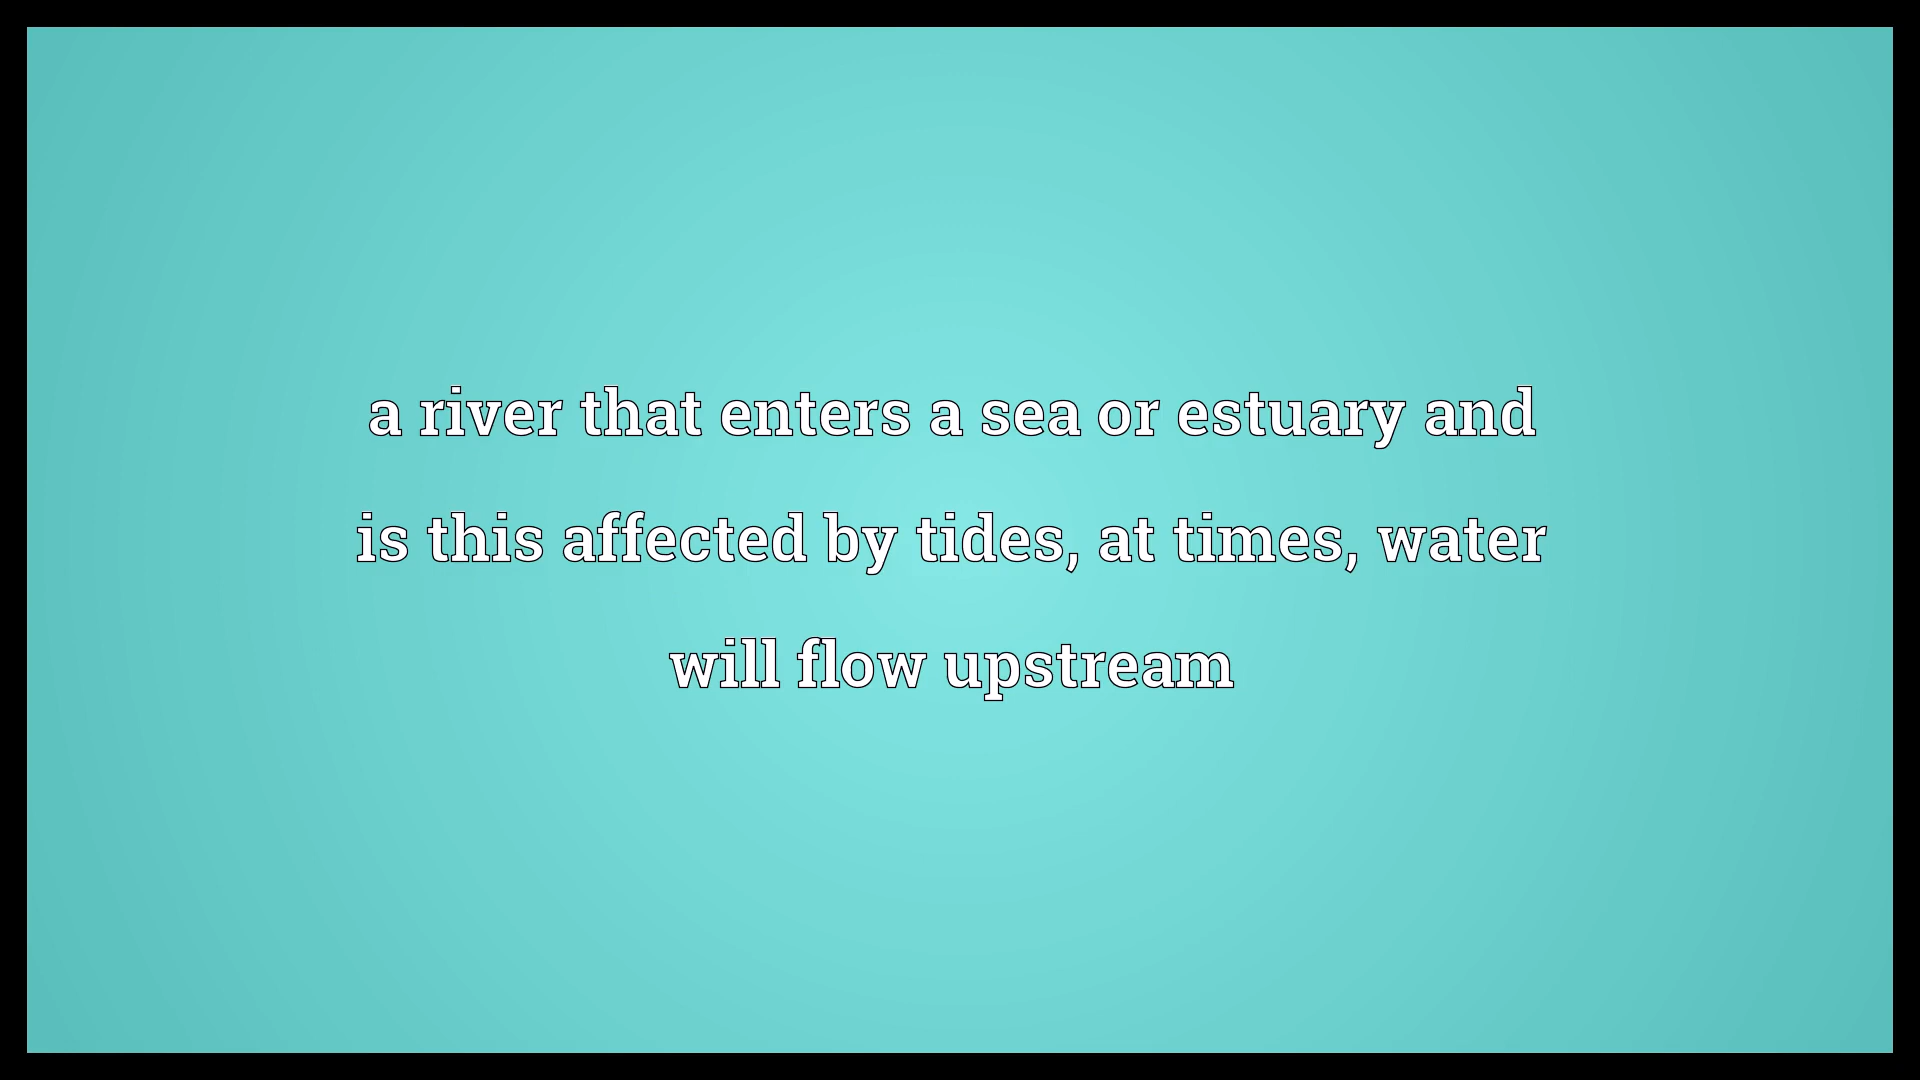 a river that enters a sea or estuary and
is this affected by tides, at times, water
will flow upstream